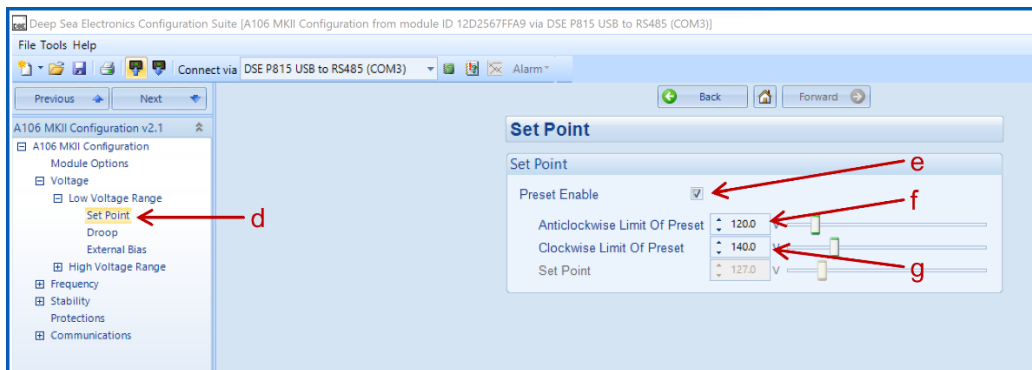 Deep Sea Electronics Configuration Suite [A106 MKII Configuration from module ID 12D2567FFA9 via DSE P815 USB to RS485 (COM3)]
File Tools Help
Connect via DSE P815 USB to RS485 (COM3) Alarm
Previous Next
Back Forward
A106 MKII Configuration v2.1
A106 MKII Configuration
Module Options
Voltage
Low Voltage Range
Set Point d
Droop
External Bias
High Voltage Range
Frequency
Stability
Protections
Communications
Set Point
Set Point
Preset Enable e
Anticlockwise Limit Of Preset 120.0 V f
Clockwise Limit Of Preset 140.0 V g
Set Point 127.0 V